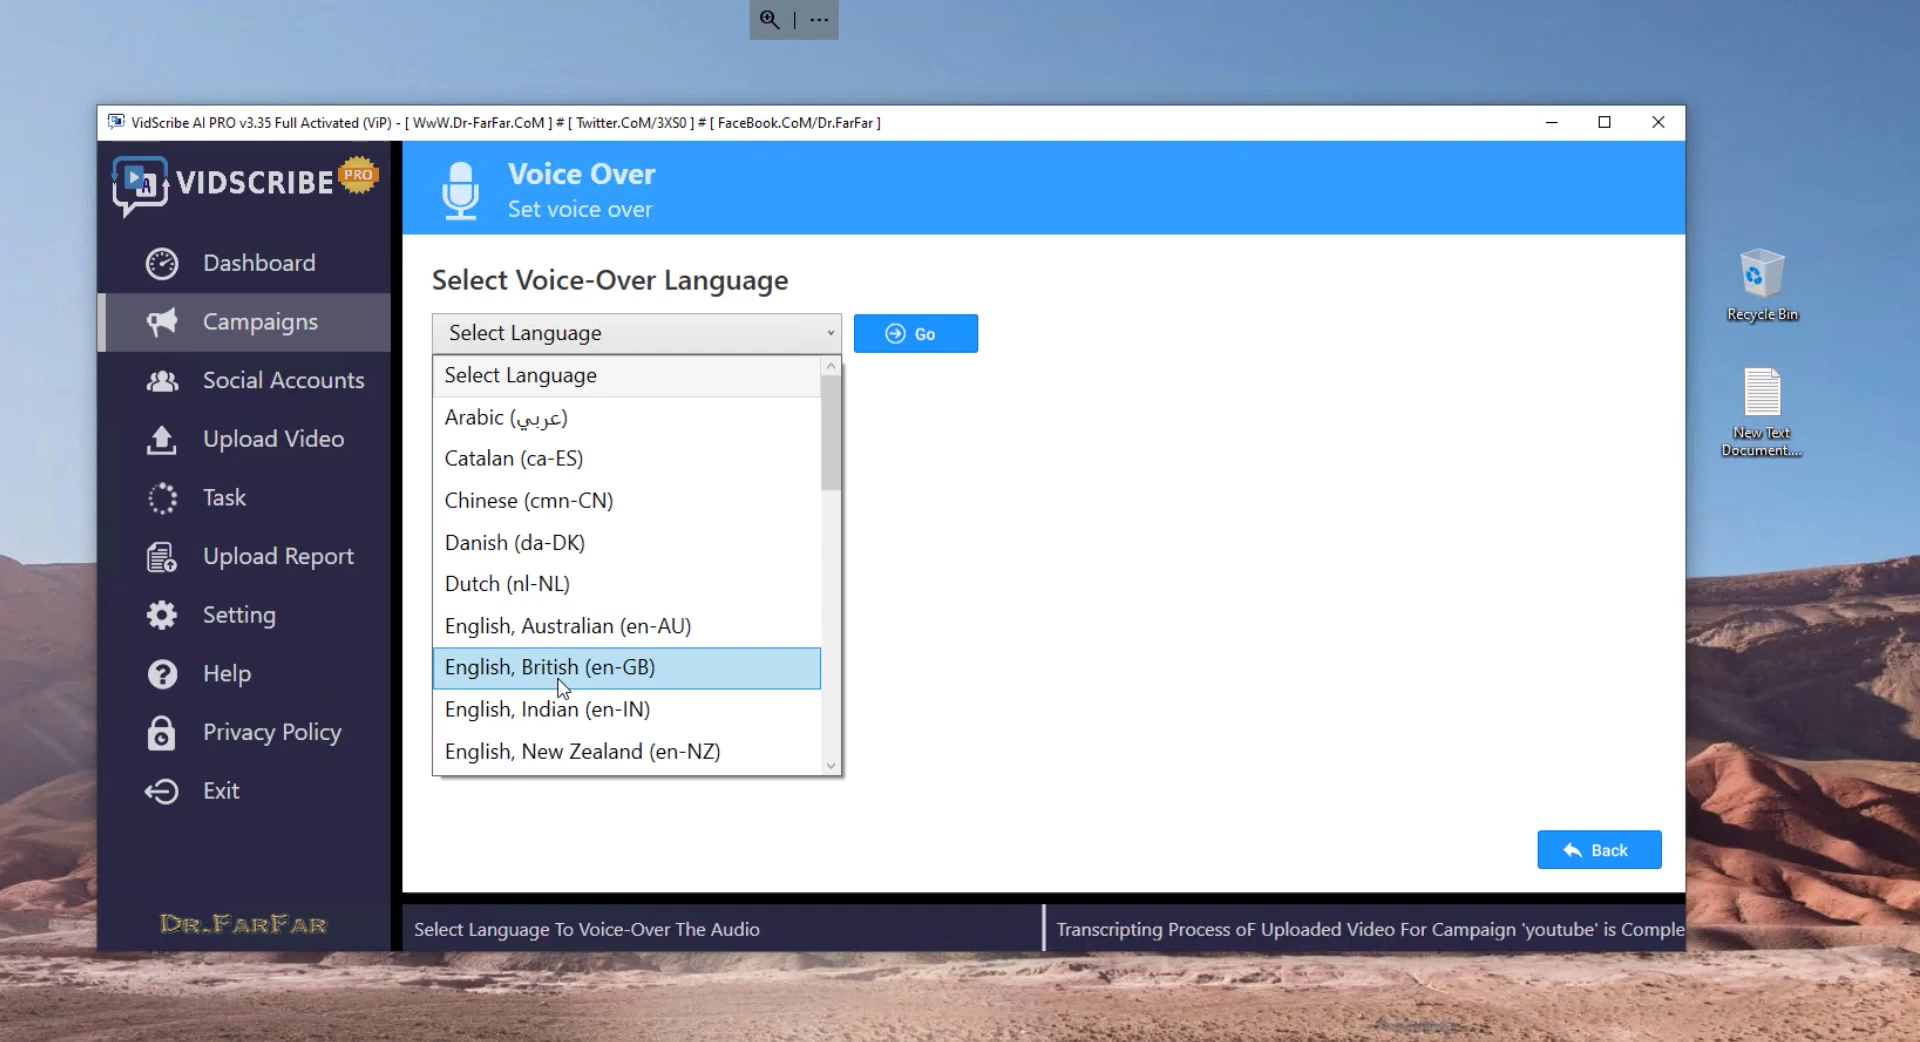 VidScribe AI PRO v3.35 Full Activated (ViP) - [ WwW.Dr-FarFar.CoM ] # [ Twitter.CoM/3XS0 ] # [ FaceBook.CoM/Dr.FarFar ]
VIDSCRIBE PRO
Voice Over
Set voice over
Dashboard
Campaigns
Social Accounts
Upload Video
Task
Upload Report
Setting
Help
Privacy Policy
Exit
DR.FARFAR
Select Voice-Over Language
Select Language
Go
Select Language
Arabic (عربي)
Catalan (ca-ES)
Chinese (cmn-CN)
Danish (da-DK)
Dutch (nl-NL)
English, Australian (en-AU)
English, British (en-GB)
English, Indian (en-IN)
English, New Zealand (en-NZ)
Back
Select Language To Voice-Over The Audio
Transcripting Process oF Uploaded Video For Campaign 'youtube' is Comple
Recycle Bin
New Text
Document....